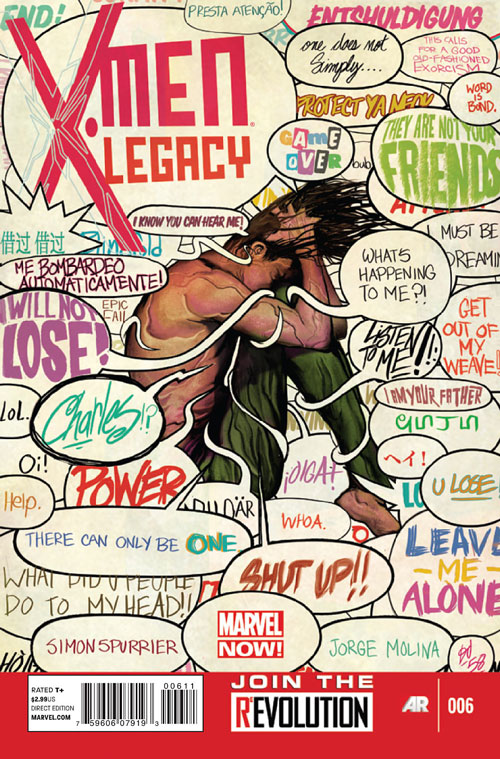 END!
PRESTA ATENÇÃO!
ENTSHULDIGUNG
X-MEN
LEGACY
one does not
Simply....
THIS CALLS
FOR A GOOD
OLD-FASHIONED
EXORCISM
WORD
IS
BOND.
PROTECT YA NECK
GAME
OVER
bub
THEY ARE NOT YOUR
FRIENDS
I KNOW YOU CAN HEAR ME!
借过 借过
ME BOMBARDEO
AUTOMATICAMENTE!
I MUST BE
DREAMIN
WHATS
HAPPENING
TO ME?!
I WILL NOT
LOSE!
EPIC
FAIL
LISTEN
TO ME!!
GET
OUT OF
MY
WEAVE!
I AM YOUR FATHER
LOL.
Charles!?
Oi!
POWER
¡OIGA!
ヘイ!
U LOSE
Help.
DU DÄR
WHOA.
THERE CAN ONLY BE ONE
LEAVE
-ME-
ALONE
WHAT DID U PEOPLE
DO TO MY HEAD!!
SHUT UP!!
SIMON SPURRIER
MARVEL
NOW!
JORGE MOLINA
RATED T+
$2.99US
DIRECT EDITION
MARVEL.COM
00611
7 59606 07919 3
JOIN THE
REVOLUTION
AR
006